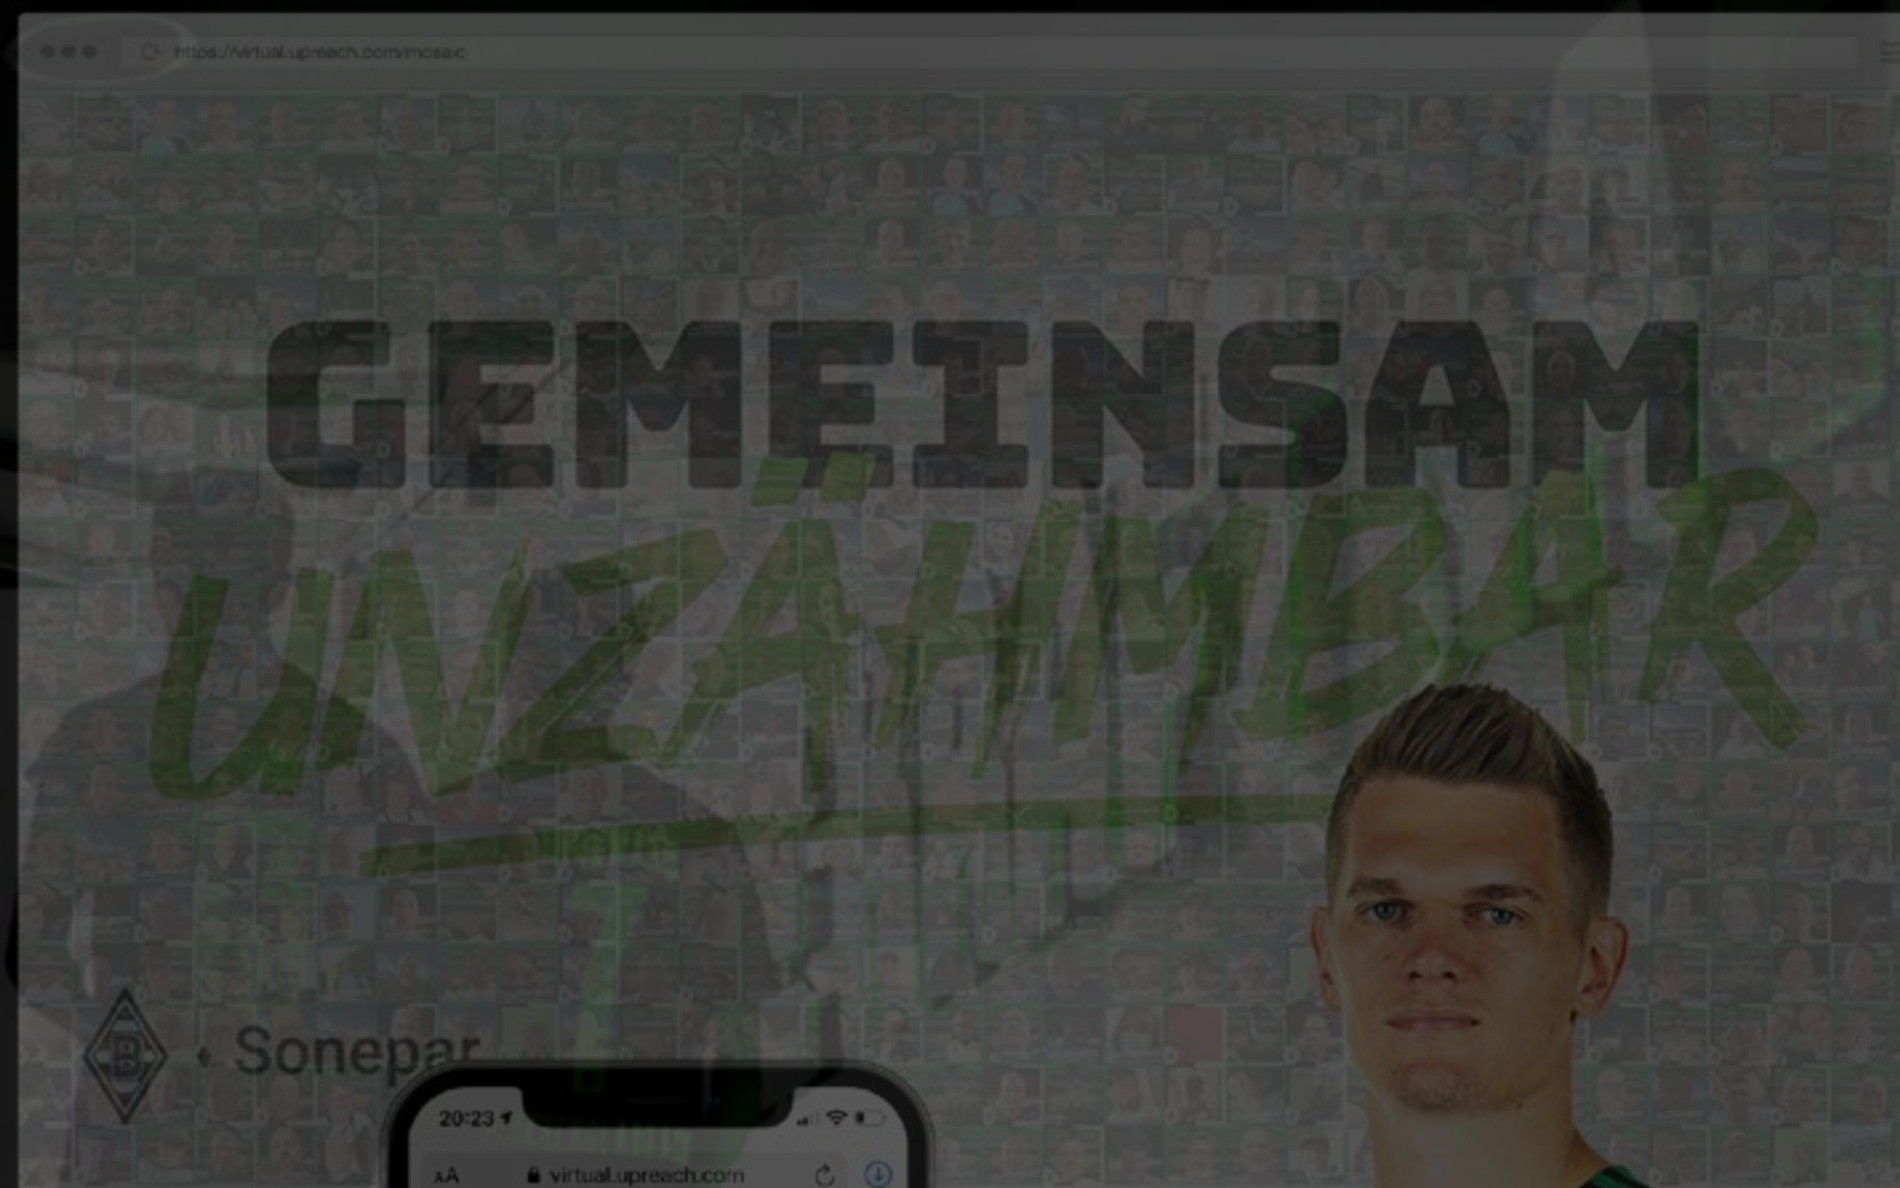 https://virtual.upreach.com/mosaic
GEMEINSAM
UNZÄHMBAR
B
Sonepar
20:23
AA virtual.upreach.com